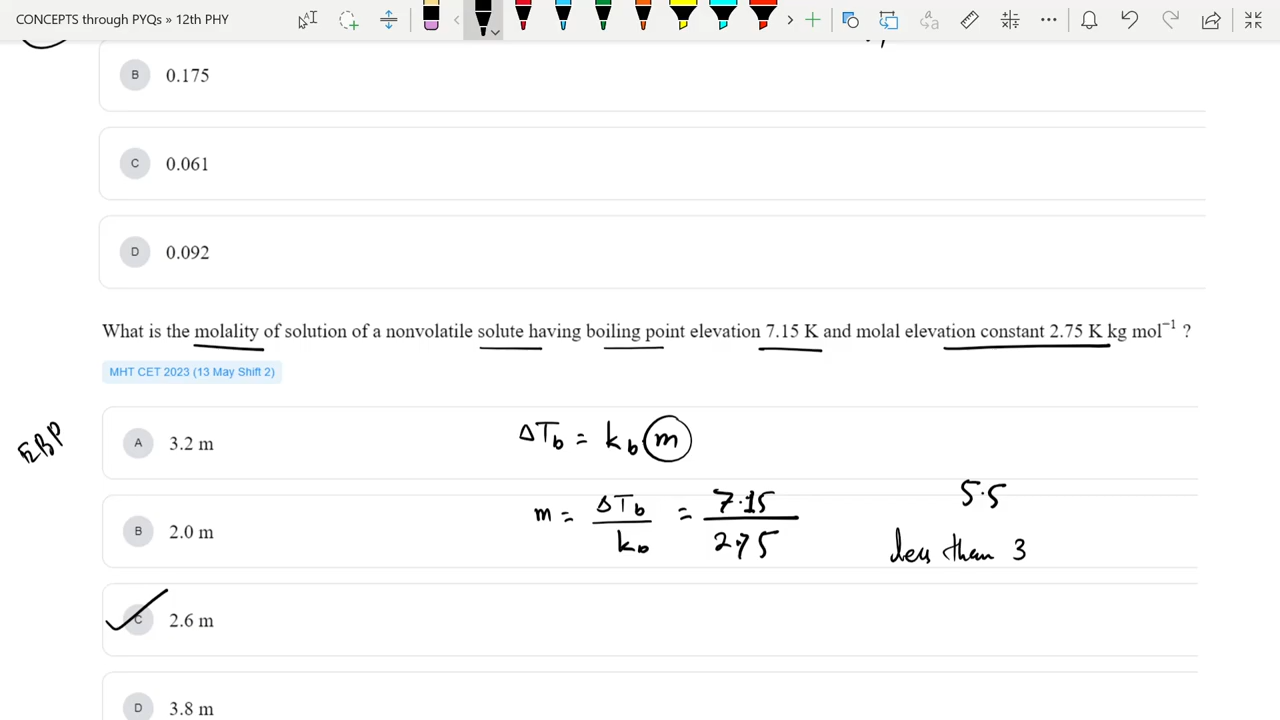 CONCEPTS through PYQs » 12th PHY
B 0.175
C 0.061
D 0.092
What is the molality of solution of a nonvolatile solute having boiling point elevation 7.15 K and molal elevation constant 2.75 K kg mol⁻¹ ?
MHT CET 2023 (13 May Shift 2)
EBP
A 3.2 m
ΔT_b = k_b m
B 2.0 m
m = ΔT_b / k_b = 7.15 / 2.75
5.5
less than 3
C 2.6 m
D 3.8 m